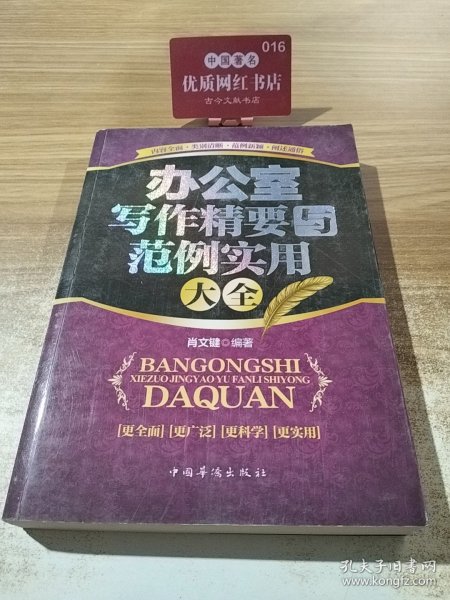 016
中国著名
优质网红书店
古今文献书店
内容全面·类别清晰·范例新颖·阐述通俗
办公室
写作精要与
范例实用
大全
肖文键◎编著
BANGONGSHI
XIEZUO JINGYAO YU FANLI SHIYONG
DAQUAN
[更全面] [更广泛] [更科学] [更实用]
中国华侨出版社
孔夫子旧书网
www.kongfz.com